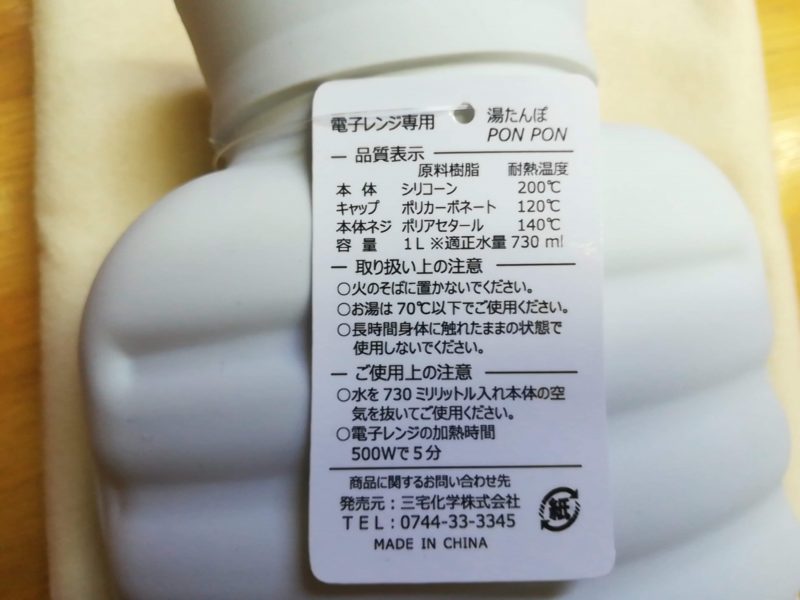 電子レンジ専用
湯たんぽ
PON PON
品質表示
原料樹脂 耐熱温度
本体 シリコーン 200℃
キャップ ポリカーボネート 120℃
本体ネジ ポリアセタール 140℃
容量 1L ※適正水量 730 ml
取り扱い上の注意
○火のそばに置かないでください。
○お湯は70℃以下でご使用ください。
○長時間身体に触れたままの状態で
使用しないでください。
ご使用上の注意
○水を730ミリリットル入れ本体の空
気を抜いてご使用ください。
○電子レンジの加熱時間
500Wで5分
商品に関するお問い合わせ先
発売元：三宅化学株式会社
TEL：0744-33-3345
MADE IN CHINA
紙